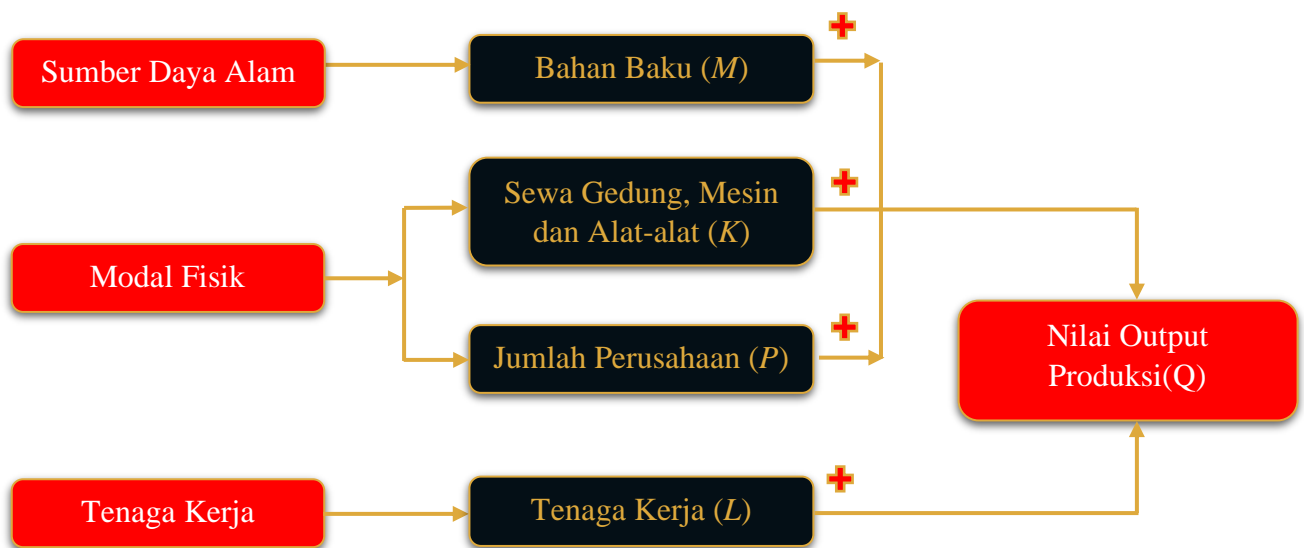 Sumber Daya Alam
Bahan Baku (M)
Sewa Gedung, Mesin
dan Alat-alat (K)
Modal Fisik
Jumlah Perusahaan (P)
Nilai Output
Produksi(Q)
Tenaga Kerja
Tenaga Kerja (L)